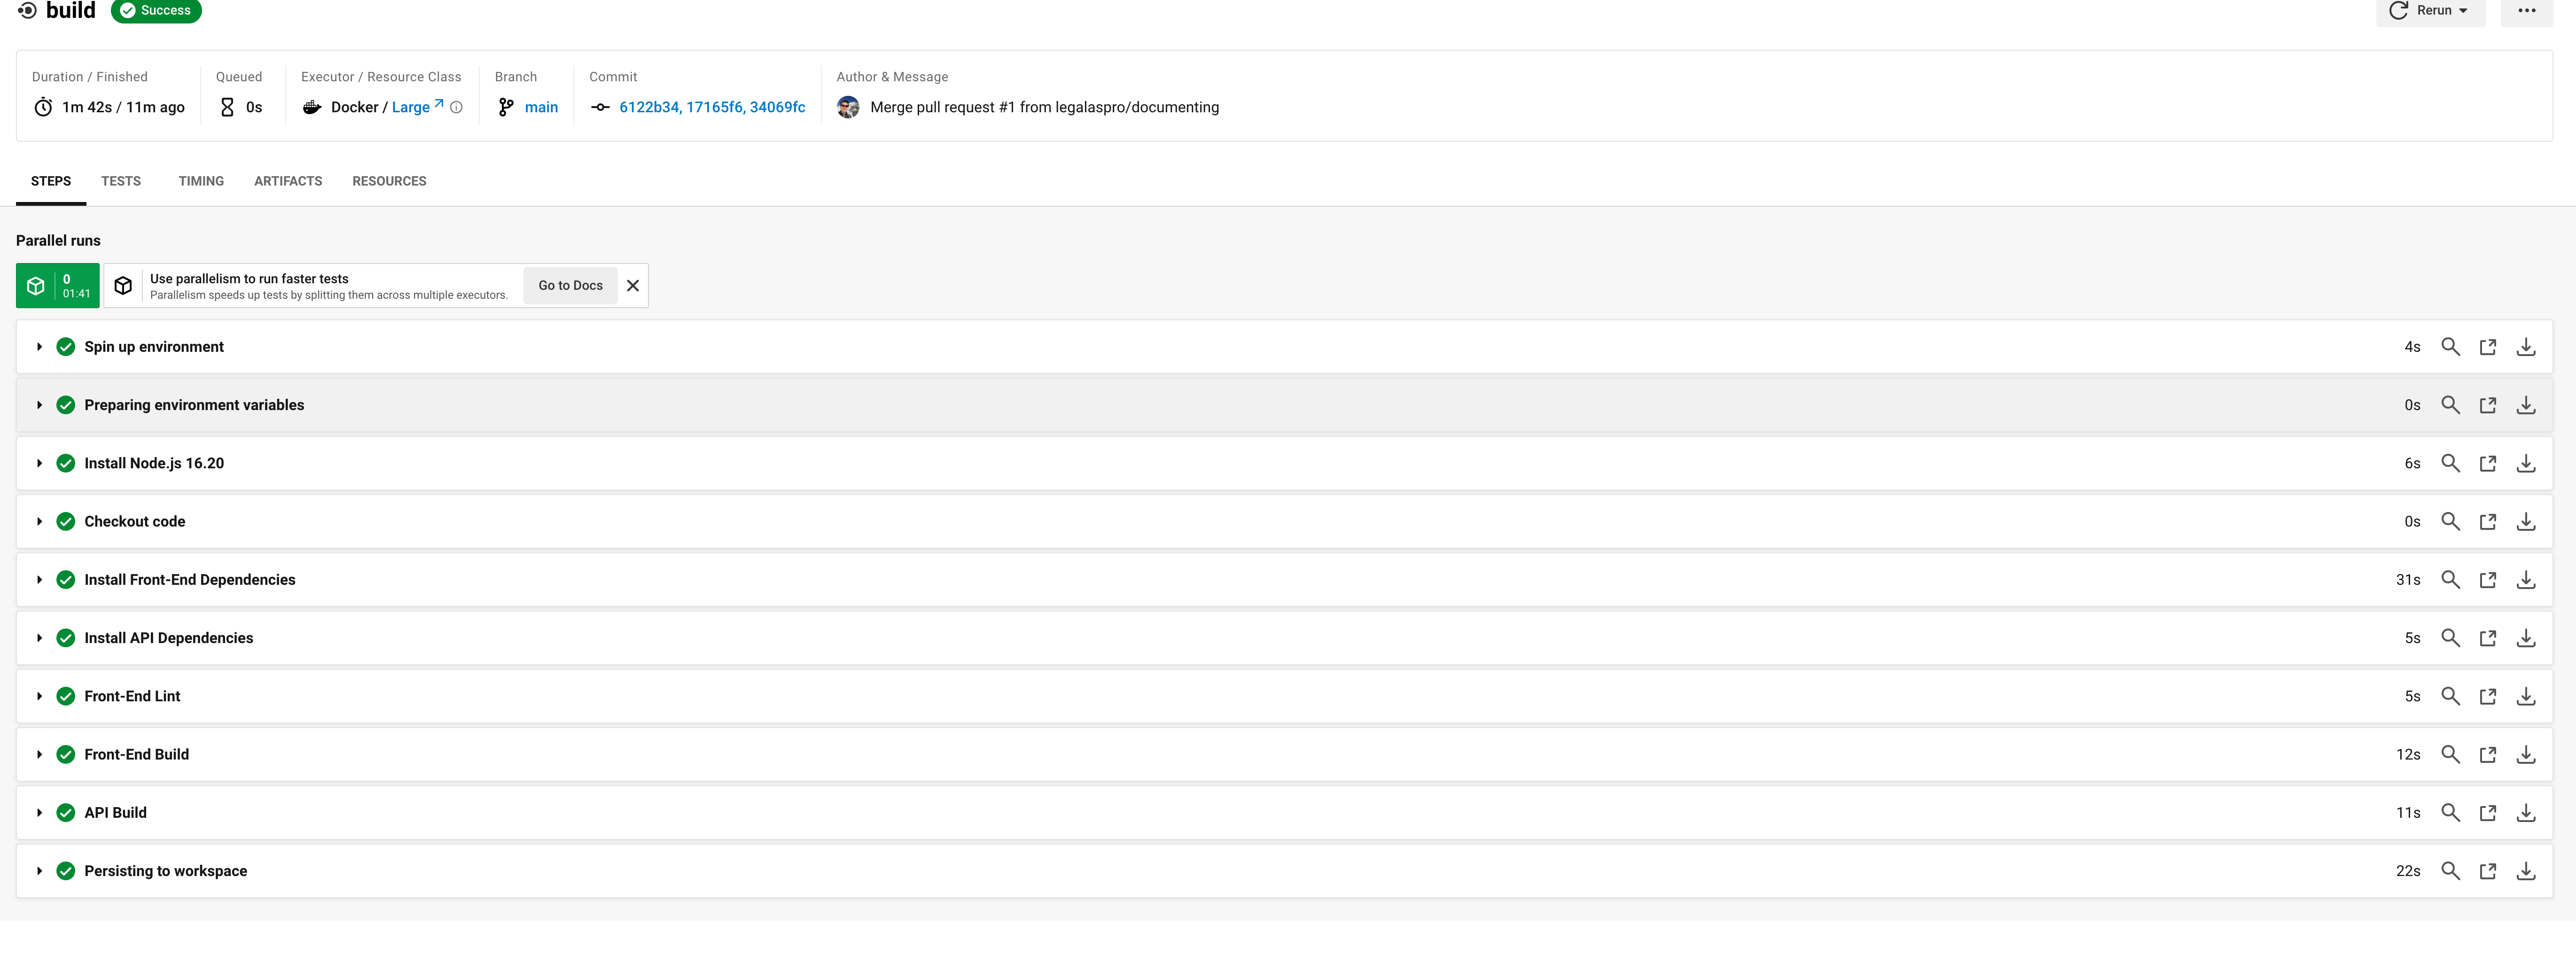 build Success Rerun
Duration / Finished Queued Executor / Resource Class Branch Commit Author & Message
1m 42s / 11m ago 0s Docker / Large main 6122b34, 17165f6, 34069fc Merge pull request #1 from legalaspro/documenting
STEPS TESTS TIMING ARTIFACTS RESOURCES
Parallel runs
0
01:41
Use parallelism to run faster tests
Parallelism speeds up tests by splitting them across multiple executors.
Go to Docs
Spin up environment 4s
Preparing environment variables 0s
Install Node.js 16.20 6s
Checkout code 0s
Install Front-End Dependencies 31s
Install API Dependencies 5s
Front-End Lint 5s
Front-End Build 12s
API Build 11s
Persisting to workspace 22s